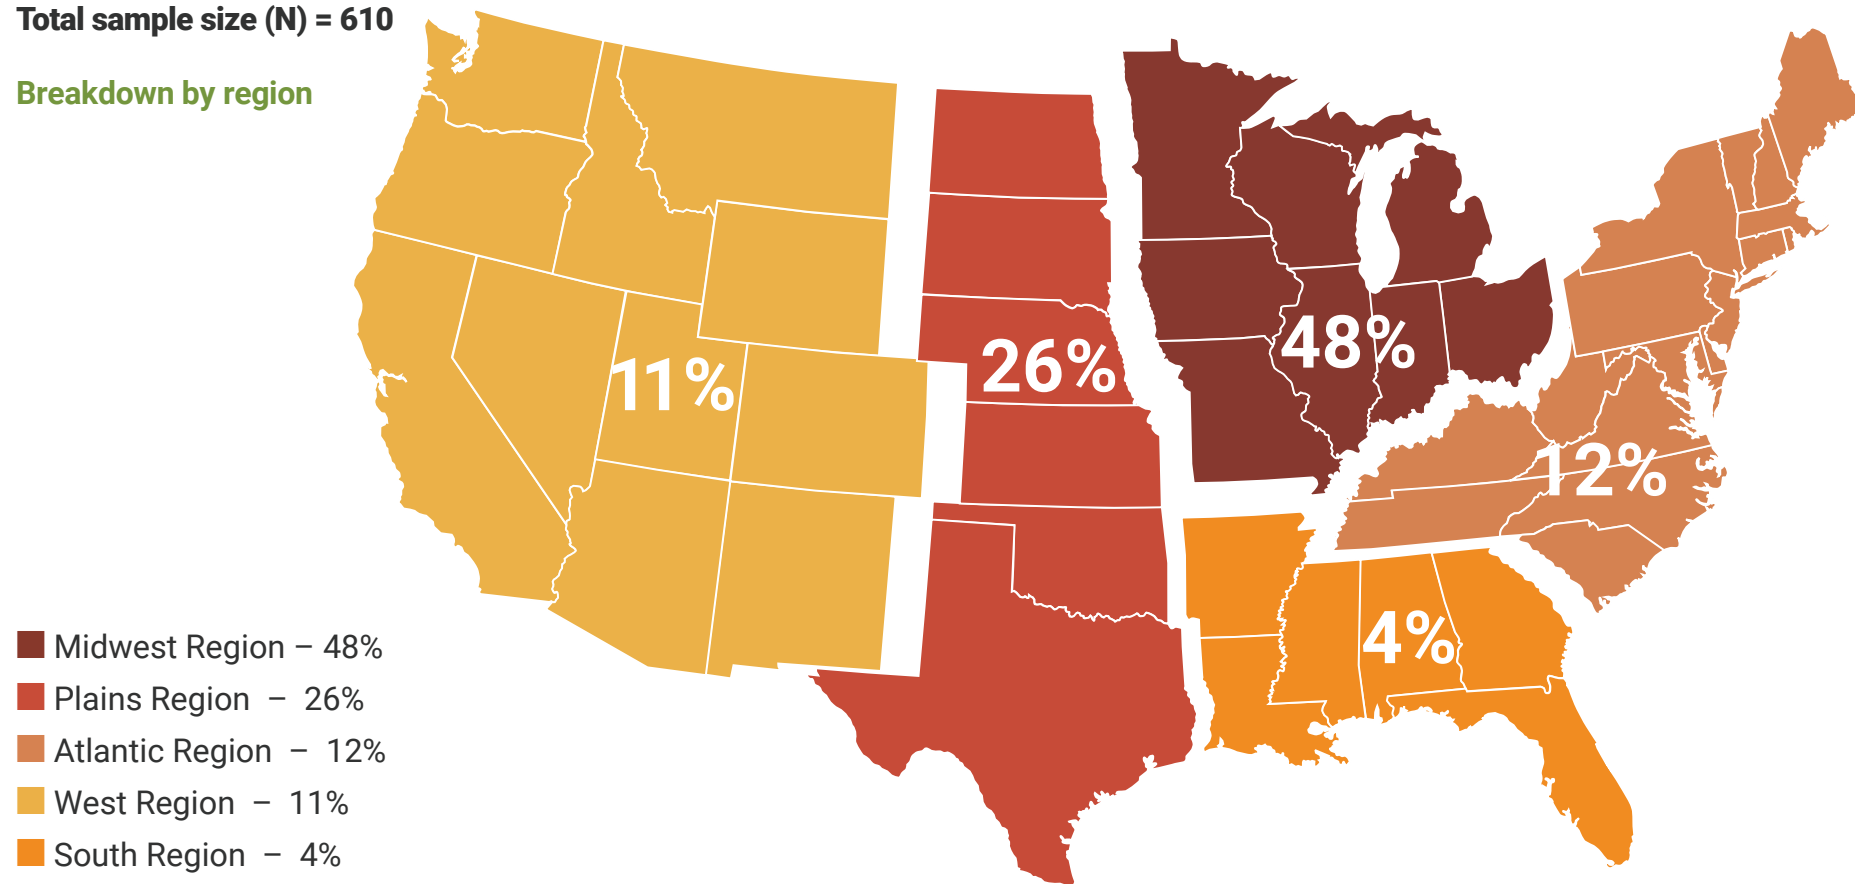 Total sample size (N) = 610
Breakdown by region
11%
26%
48%
12%
4%
Midwest Region – 48%
Plains Region – 26%
Atlantic Region – 12%
West Region – 11%
South Region – 4%